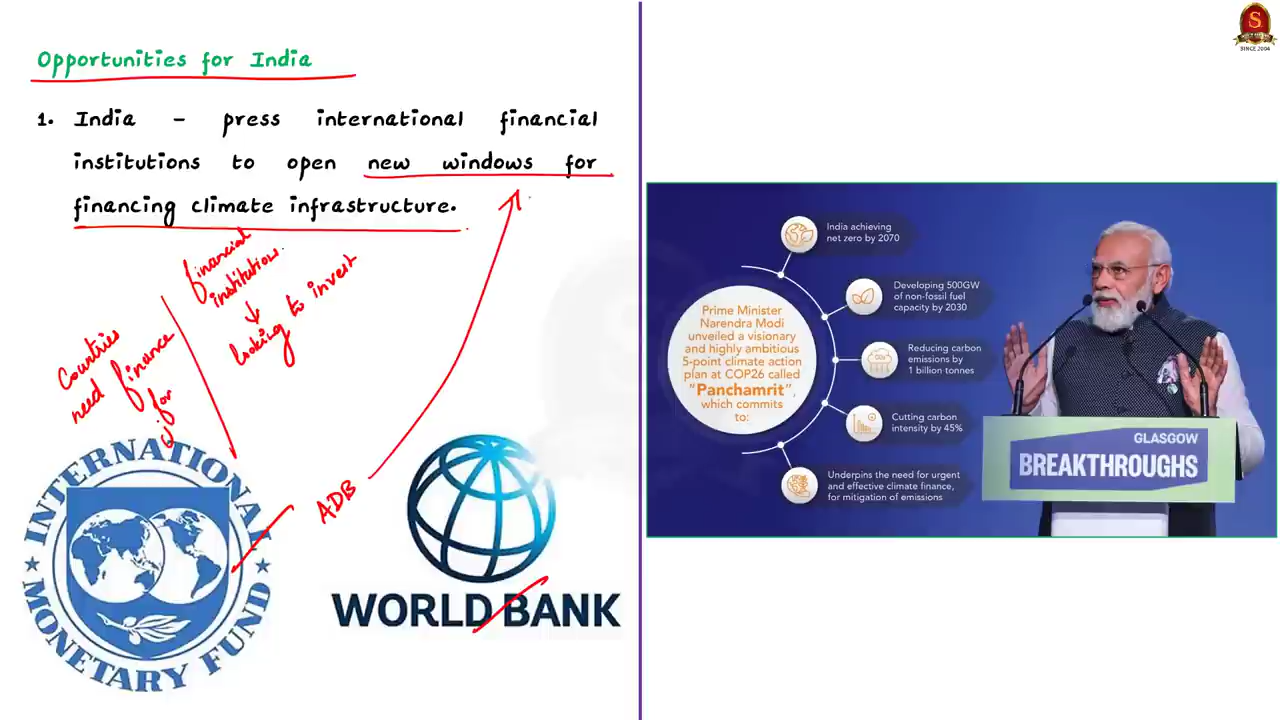 Opportunities for India
1. India - press international financial
institutions to open new windows for
financing climate infrastructure.
financial
institutions.
looking to invest
Countries
need finance
for
ADB
INTERNATIONAL
MONETARY FUND
WORLD BANK
S
SINCE 2004
Prime Minister
Narendra Modi
unveiled a visionary
and highly ambitious
5-point climate action
plan at COP26 called
"Panchamrit",
which commits
to:
India achieving
net zero by 2070
Developing 500GW
of non-fossil fuel
capacity by 2030
Reducing carbon
emissions by
1 billion tonnes
Cutting carbon
intensity by 45%
Underpins the need for urgent
and effective climate finance,
for mitigation of emissions
GLASGOW
BREAKTHROUGHS